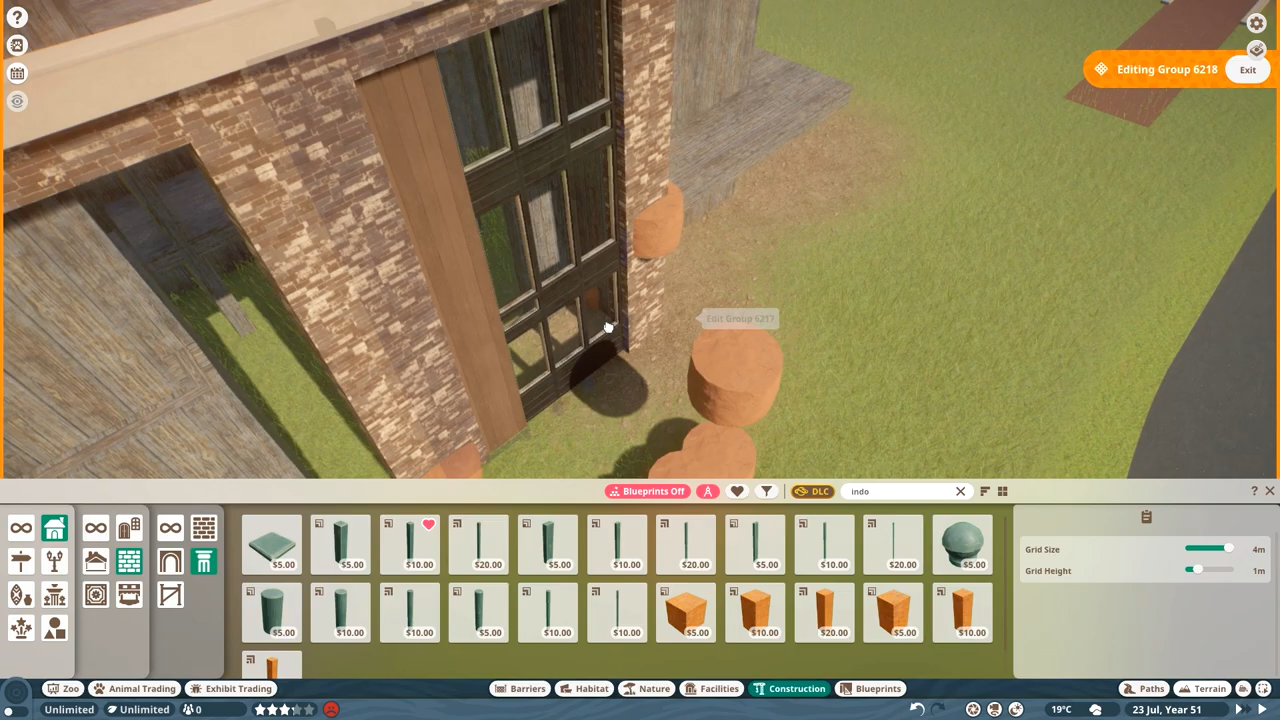 ?
Editing Group 6218
Exit
Edit Group 6217
Blueprints Off
DLC
indo
?
$5.00
$5.00
$10.00
$20.00
$5.00
$10.00
$20.00
$5.00
$10.00
$20.00
$5.00
Grid Size
4m
Grid Height
1m
$5.00
$10.00
$10.00
$5.00
$10.00
$10.00
$5.00
$10.00
$20.00
$5.00
$10.00
Zoo
Animal Trading
Exhibit Trading
Barriers
Habitat
Nature
Facilities
Construction
Blueprints
Paths
Terrain
Unlimited
Unlimited
0
19°C
23 Jul, Year 51